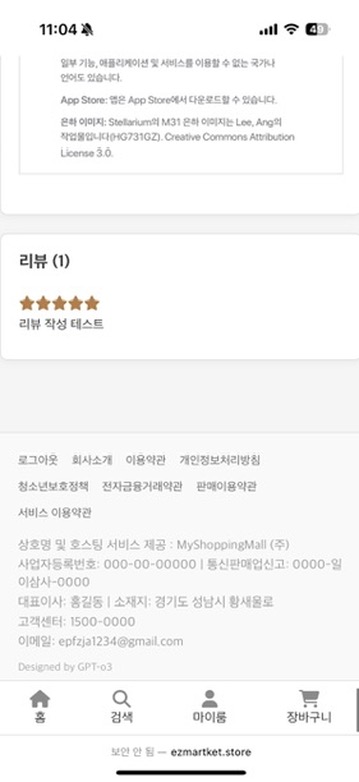 11:04
49
일부 기능, 애플리케이션 및 서비스를 이용할 수 없는 국가나
언어도 있습니다.
App Store: 앱은 App Store에서 다운로드할 수 있습니다.
은하 이미지: Stellarium의 M31 은하 이미지는 Lee, Ang의
작업물입니다(HG731GZ). Creative Commons Attribution
License 3.0.
리뷰 (1)
★★★★★
리뷰 작성 테스트
로그아웃 회사소개 이용약관 개인정보처리방침
청소년보호정책 전자금융거래약관 판매이용약관
서비스 이용약관
상호명 및 호스팅 서비스 제공 : MyShoppingMall (주)
사업자등록번호: 000-00-00000 | 통신판매업신고: 0000-일
이삼사-0000
대표이사: 홍길동 | 소재지: 경기도 성남시 황새울로
고객센터: 1500-0000
이메일: epfzja1234@gmail.com
Designed by GPT-o3
홈 검색 마이룸 장바구니
보안 안 됨 — ezmartket.store